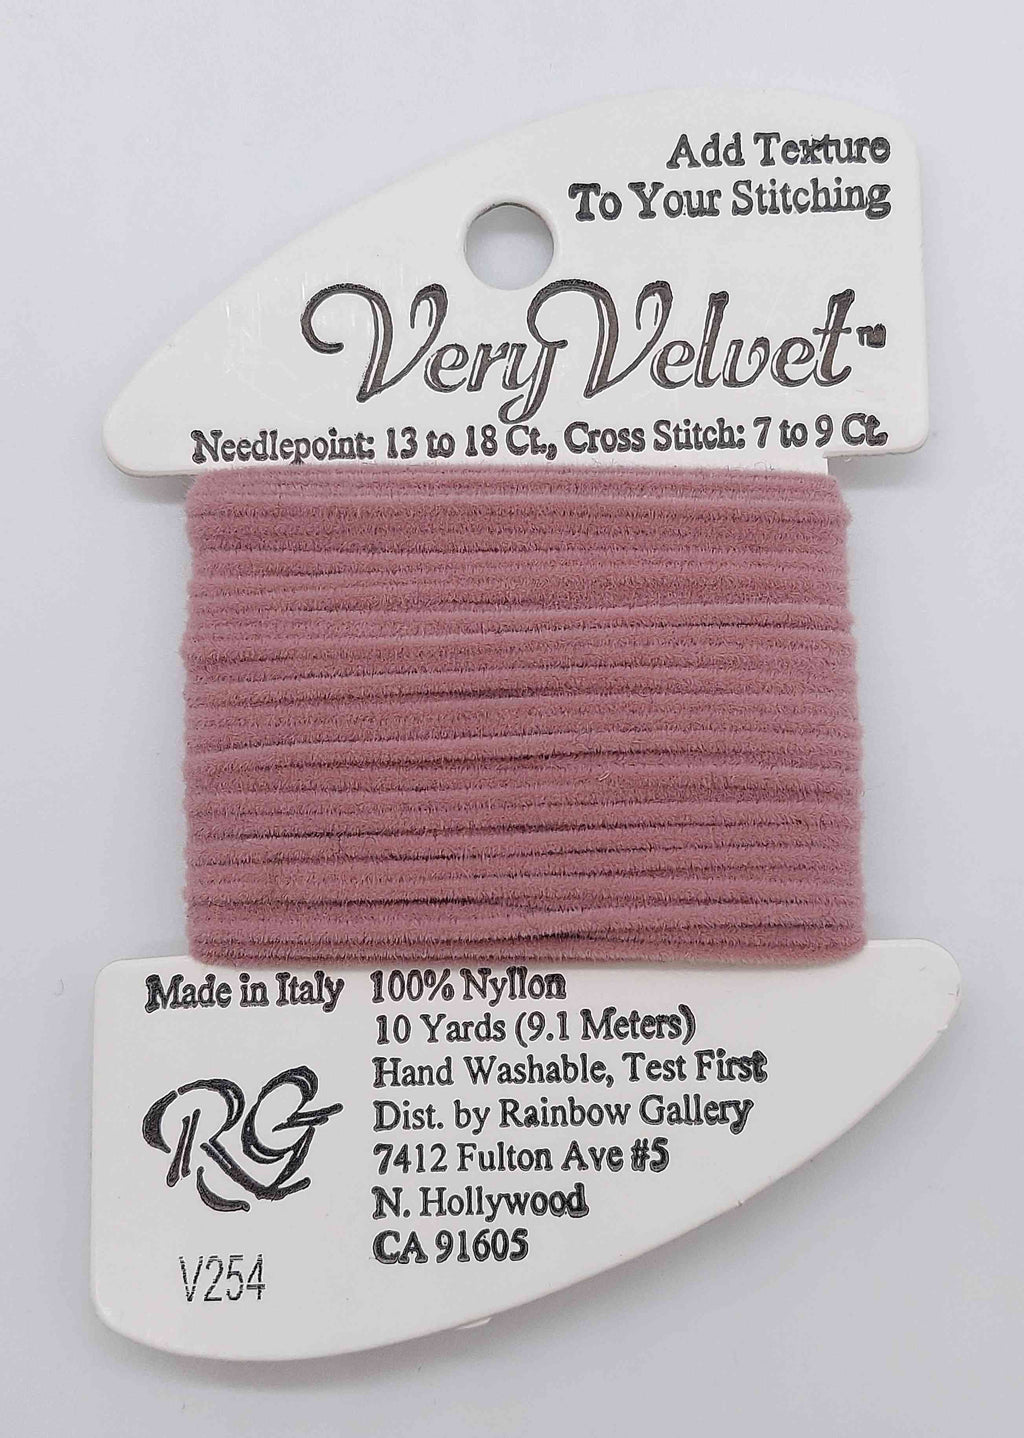 Add Texture
To Your Stitching
Very Velvet™
Needlepoint: 13 to 18 Ct., Cross Stitch: 7 to 9 Ct.
Made in Italy
RG
V254
100% Nyllon
10 Yards (9.1 Meters)
Hand Washable, Test First
Dist. by Rainbow Gallery
7412 Fulton Ave #5
N. Hollywood
CA 91605